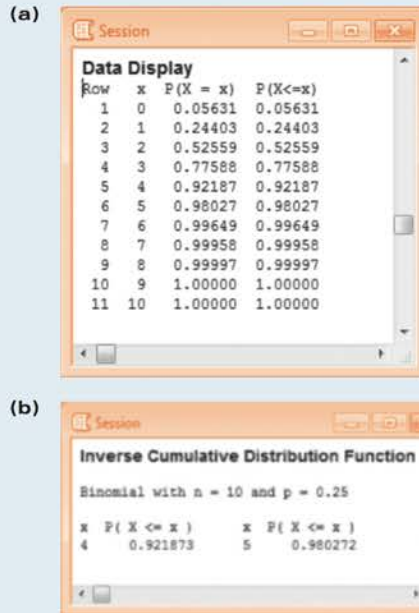 (a)
Session
Data Display
Row x P(X = x) P(X<=x)
1 0 0.05631 0.05631
2 1 0.24403 0.24403
3 2 0.52559 0.52559
4 3 0.77588 0.77588
5 4 0.92187 0.92187
6 5 0.98027 0.98027
7 6 0.99649 0.99649
8 7 0.99958 0.99958
9 8 0.99997 0.99997
10 9 1.00000 1.00000
11 10 1.00000 1.00000
(b)
Session
Inverse Cumulative Distribution Function
Binomial with n = 10 and p = 0.25
x P( X <= x ) x P( X <= x )
4 0.921873 5 0.980272